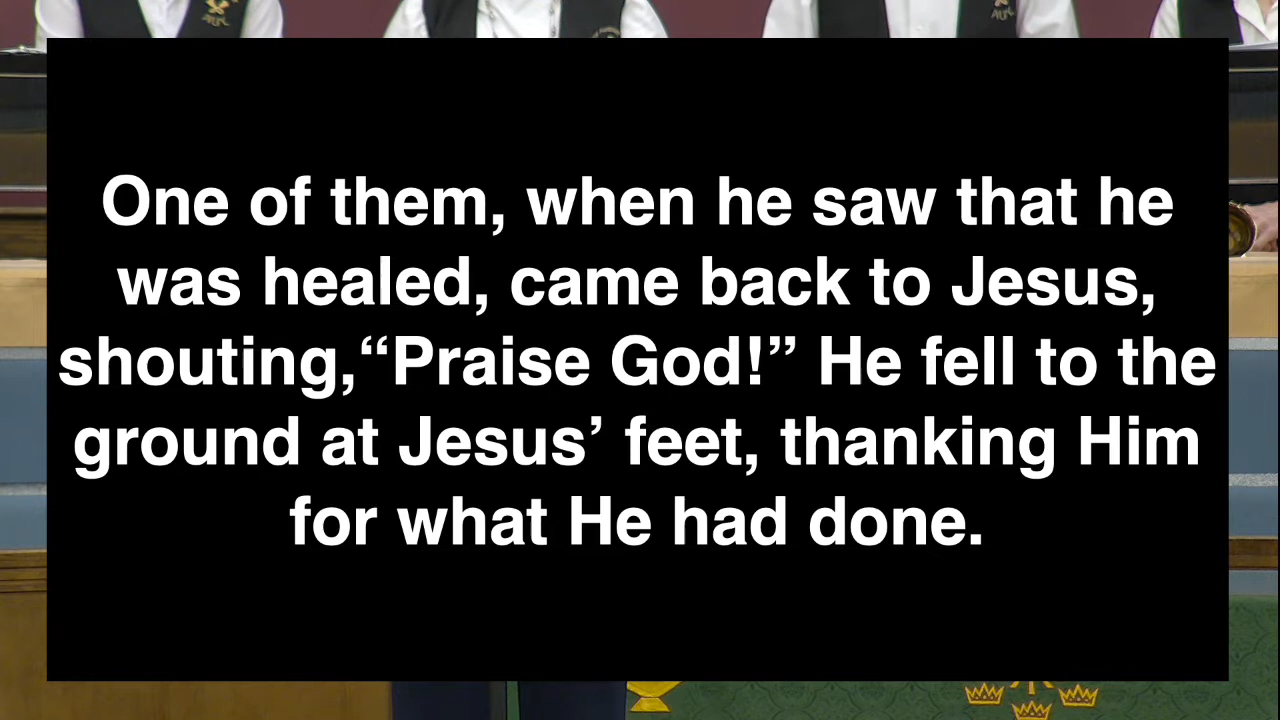 One of them, when he saw that he
was healed, came back to Jesus,
shouting,“Praise God!” He fell to the
ground at Jesus’ feet, thanking Him
for what He had done.